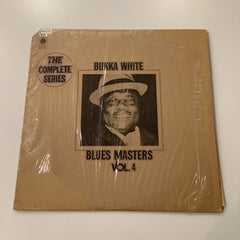 THE
COMPLETE
SERIES
BUKKA WHITE
BLUES MASTERS
VOL. 4